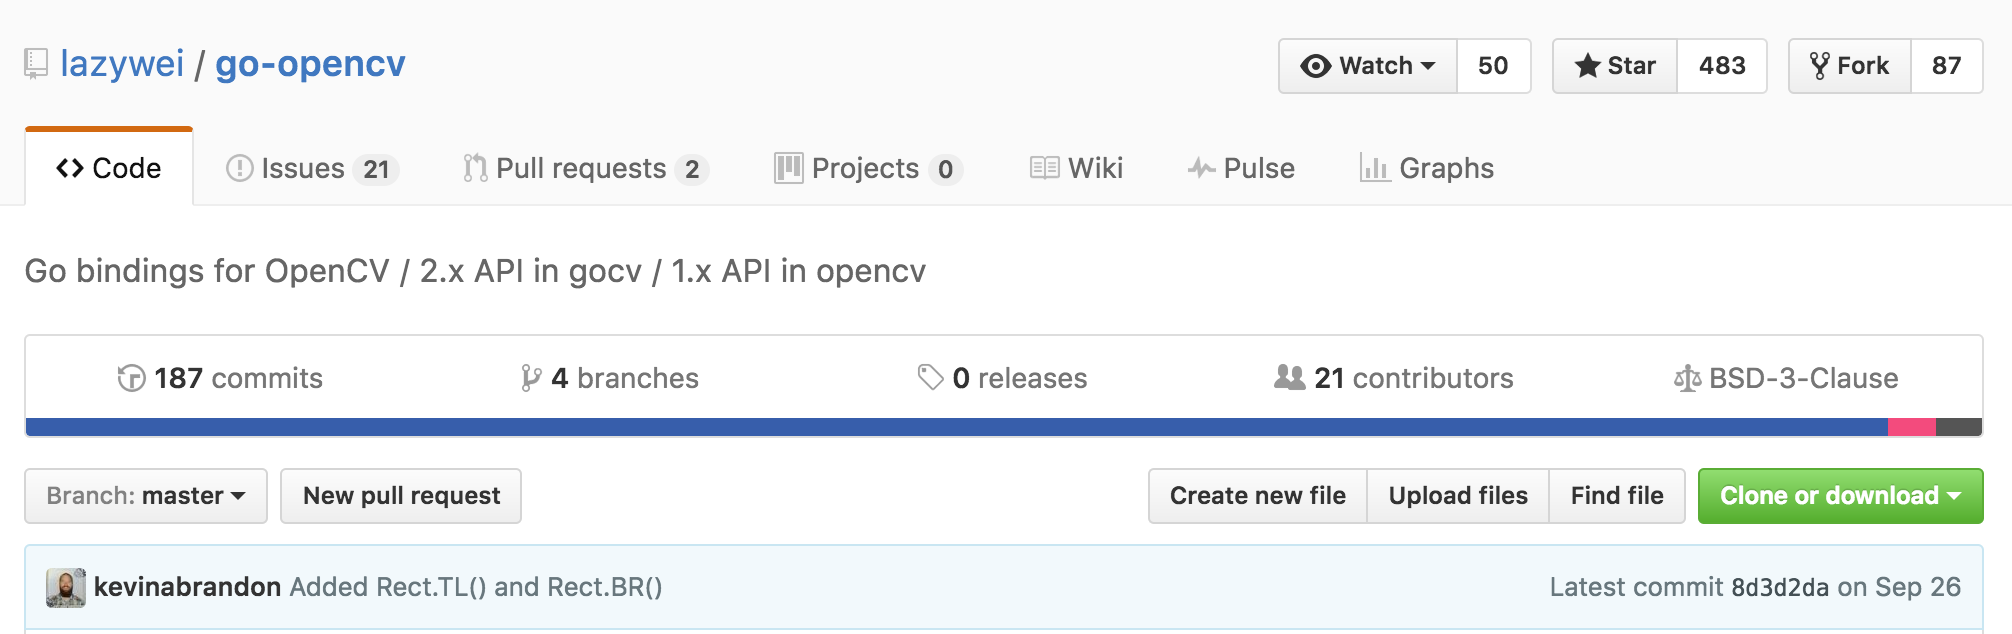 lazywei / go-opencv
Watch 50 Star 483 Fork 87
Code Issues 21 Pull requests 2 Projects 0 Wiki Pulse Graphs
Go bindings for OpenCV / 2.x API in gocv / 1.x API in opencv
187 commits 4 branches 0 releases 21 contributors BSD-3-Clause
Branch: master New pull request Create new file Upload files Find file Clone or download
kevinabrandon Added Rect.TL() and Rect.BR() Latest commit 8d3d2da on Sep 26